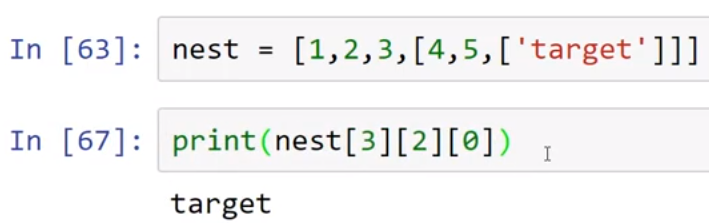 In [63]: nest = [1,2,3,[4,5,['target']]]
In [67]: print(nest[3][2][0])
target